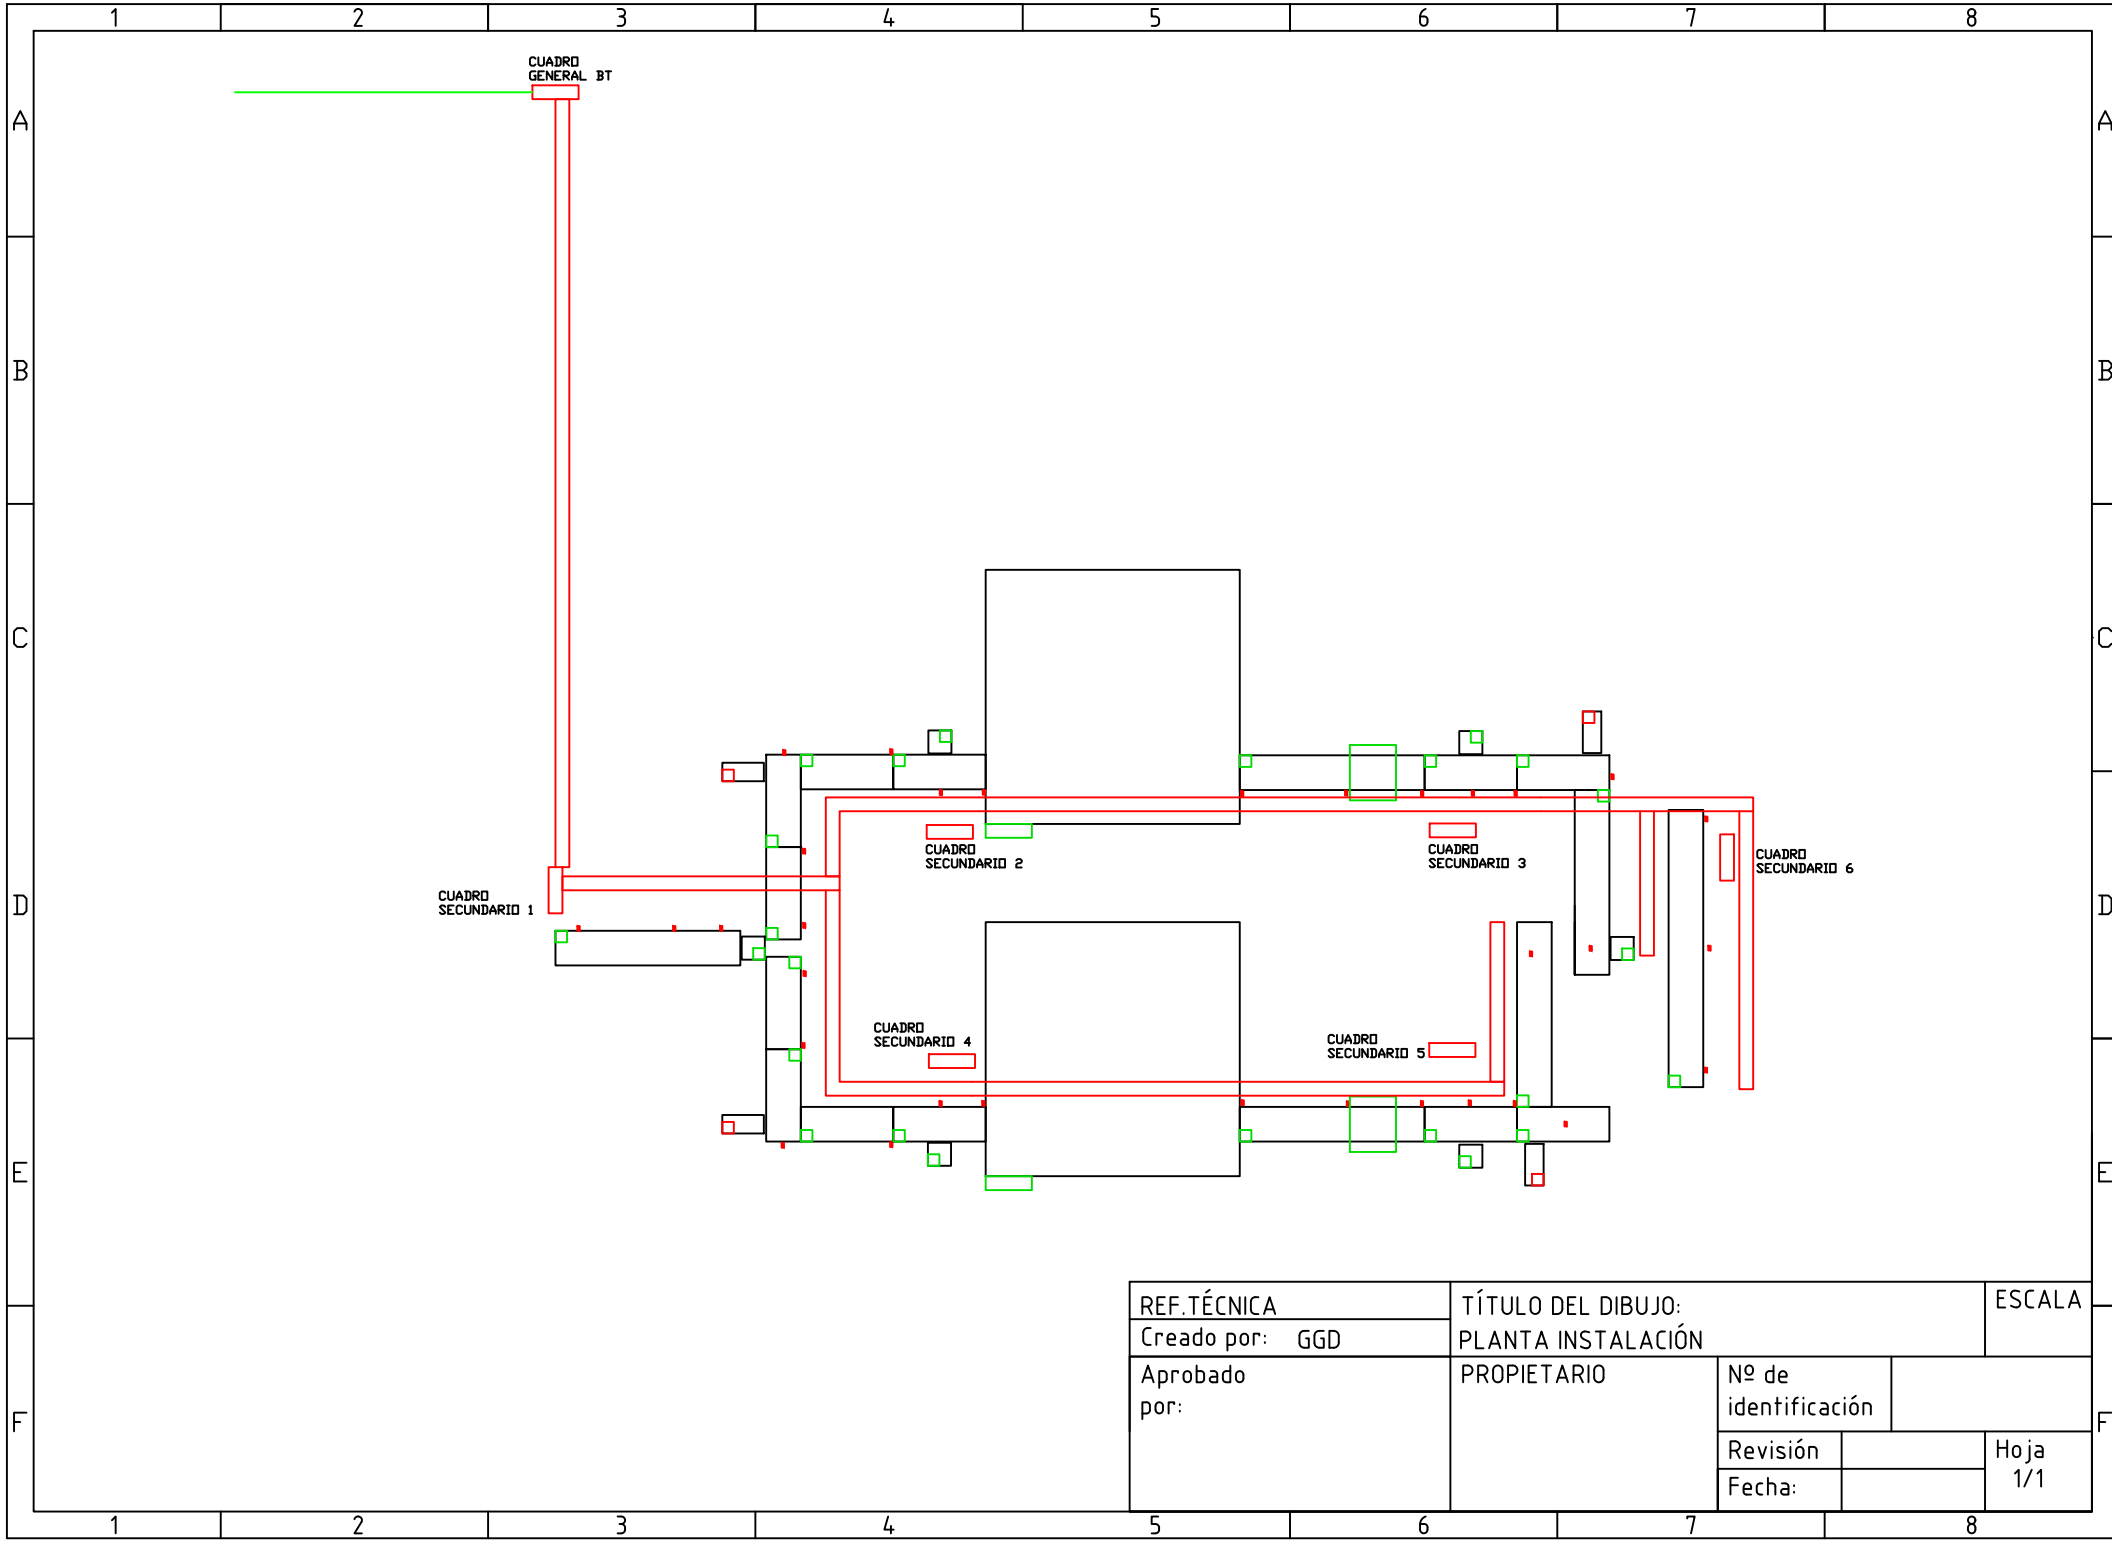 1 2 3 4 5 6 7 8
CUADRO
GENERAL BT
A A
B B
C C
CUADRO
SECUNDARIO 2
CUADRO
SECUNDARIO 3
CUADRO
SECUNDARIO 6
CUADRO
SECUNDARIO 1
D D
CUADRO
SECUNDARIO 4
CUADRO
SECUNDARIO 5
E E
REF.TÉCNICA
Creado por: GGD
TÍTULO DEL DIBUJO:
PLANTA INSTALACIÓN
ESCALA
Aprobado
por:
PROPIETARIO
Nº de
identificación
Revisión
Fecha:
Hoja
1/1
F F
1 2 3 4 5 6 7 8